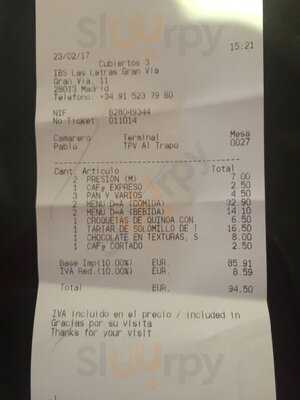 15:21
23/02/17
Cubiertos 3
IBS Las Letras Gran Via
Gran Via, 11
28013 Madrid
Telefono: +34 91 523 79 80
NIF B28049344
No Ticket 011014
Camarero Terminal Mesa
Pablo TPV Al Trapo 0027
Cant Articulo Total
2 PRESION (M) 7.00
1 CAFe EXPRESO 2.50
3 PAN Y VARIOS 4.50
2 MENU D=A (COMIDA) 32.90
2 MENU D=A (BEBIDA) 14.10
1 CROQUETAS DE QUINOA CON 6.50
1 TARTAR DE SOLOMILLO DE T 16.50
1 CHOCOLATE EN TEXTURAS, S 8.00
1 CAFe CORTADO 2.50
Base Imp(10.00%) EUR. 85.91
IVA Red.(10.00%) EUR. 8.59
Total EUR. 94.50
IVA incluido en el precio / included in
Gracias por su visita
Thanks for your visit
Sluurpy